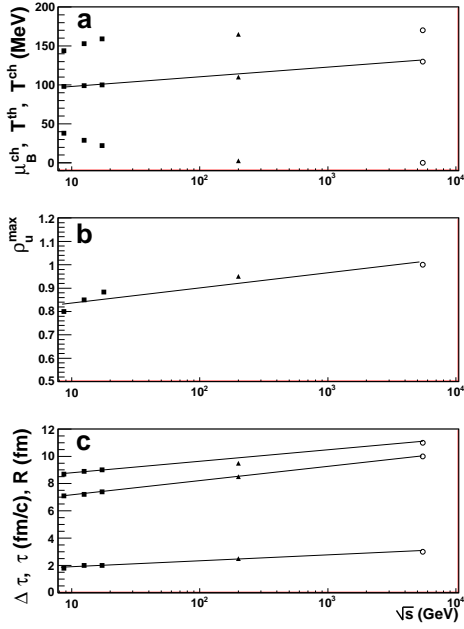 a
μ_B^ch, T^th, T^ch (MeV)
200
150
100
50
0
10 10² 10³ 10⁴
b
ρ_u^max
1.2
1.1
1
0.9
0.8
0.7
0.6
0.5
10 10² 10³ 10⁴
c
Δ τ, τ (fm/c), R (fm)
12
10
8
6
4
2
0
10 10² 10³ 10⁴
√s (GeV)